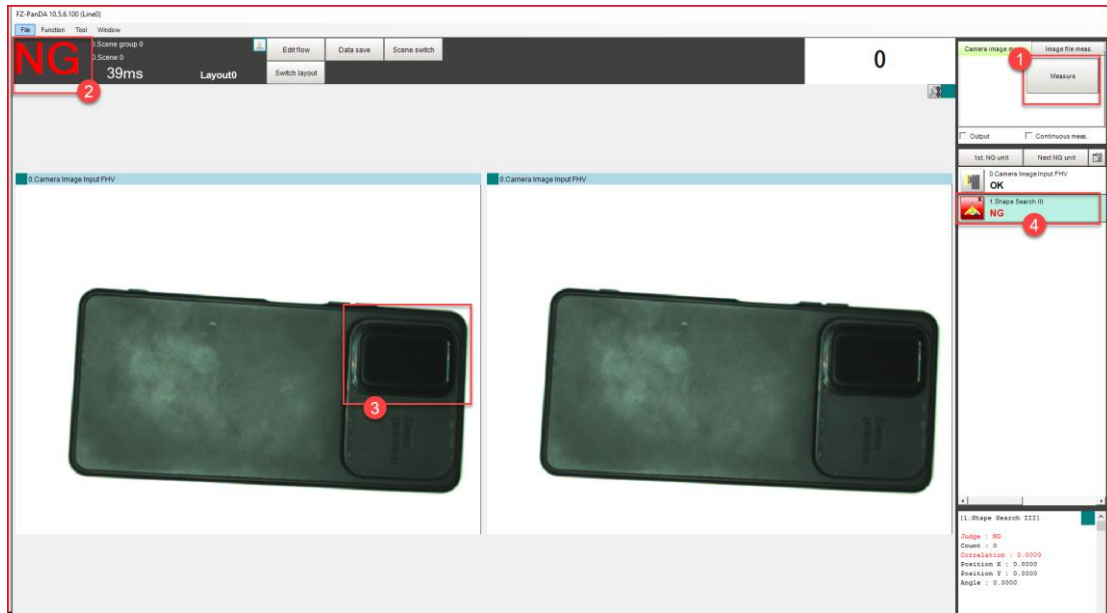 FZ-PanDA 10.5.6.100 (Line0)
File Function Tool Window
NG
0.Scene group 0
0.Scene 0
39ms
Layout0
Edit flow
Data save
Scene switch
Switch layout
0
2
Image file meas.
1
Measure
Output
Continuous meas.
1st. NG unit
Next NG unit
0.Camera Image Input FHV
OK
1.Shape Search III
NG
4
0.Camera Image Input FHV
0.Camera Image Input FHV
3
[1.Shape Search III]
Judge : NG
Count : 0
Correlation : 0.0000
Position X : 0.0000
Position Y : 0.0000
Angle : 0.0000